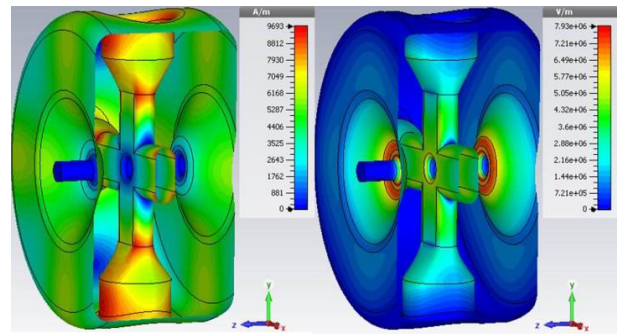 A/m
9693
8812
7930
7049
6168
5287
4406
3525
2643
1762
881
0
y
z
x
V/m
7.93e+06
7.21e+06
6.49e+06
5.77e+06
5.05e+06
4.32e+06
3.6e+06
2.88e+06
2.16e+06
1.44e+06
7.21e+05
0
y
z
x